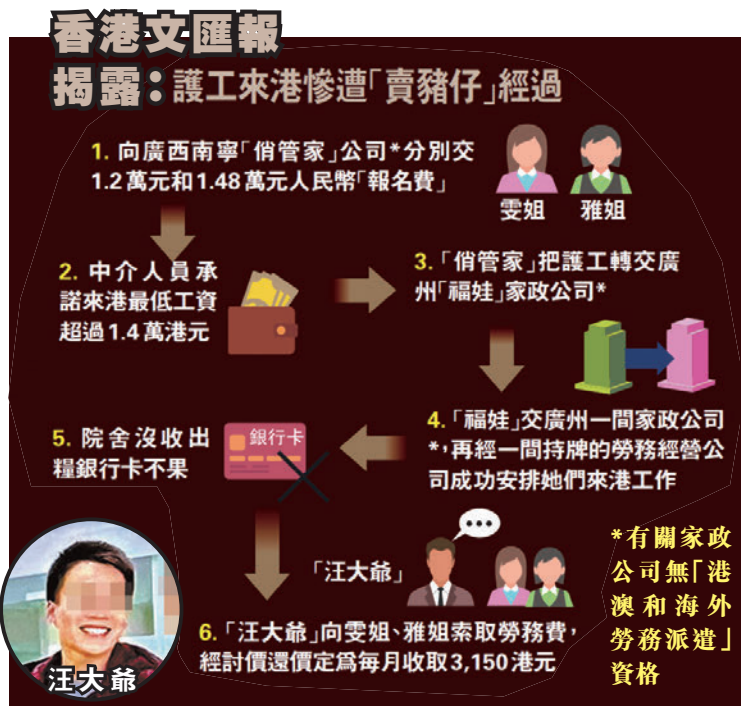 香港文匯報
揭露：護工來港慘遭「賣豬仔」經過
1. 向廣西南寧「俏管家」公司*分別交
1.2萬元和1.48萬元人民幣「報名費」
雯姐 雅姐
2. 中介人員承
諾來港最低工資
超過1.4萬港元
3.「俏管家」把護工轉交廣
州「福娃」家政公司*
4.「福娃」交廣州一間家政公司
*，再經一間持牌的勞務經營公
司成功安排她們來港工作
5. 院舍沒收出
糧銀行卡不果
銀行卡
「汪大爺」
6.「汪大爺」向雯姐、雅姐索取勞務費，
經討價還價定爲每月收取3,150港元
汪大爺
*有關家政
公司無「港
澳和海外
勞務派遣」
資格